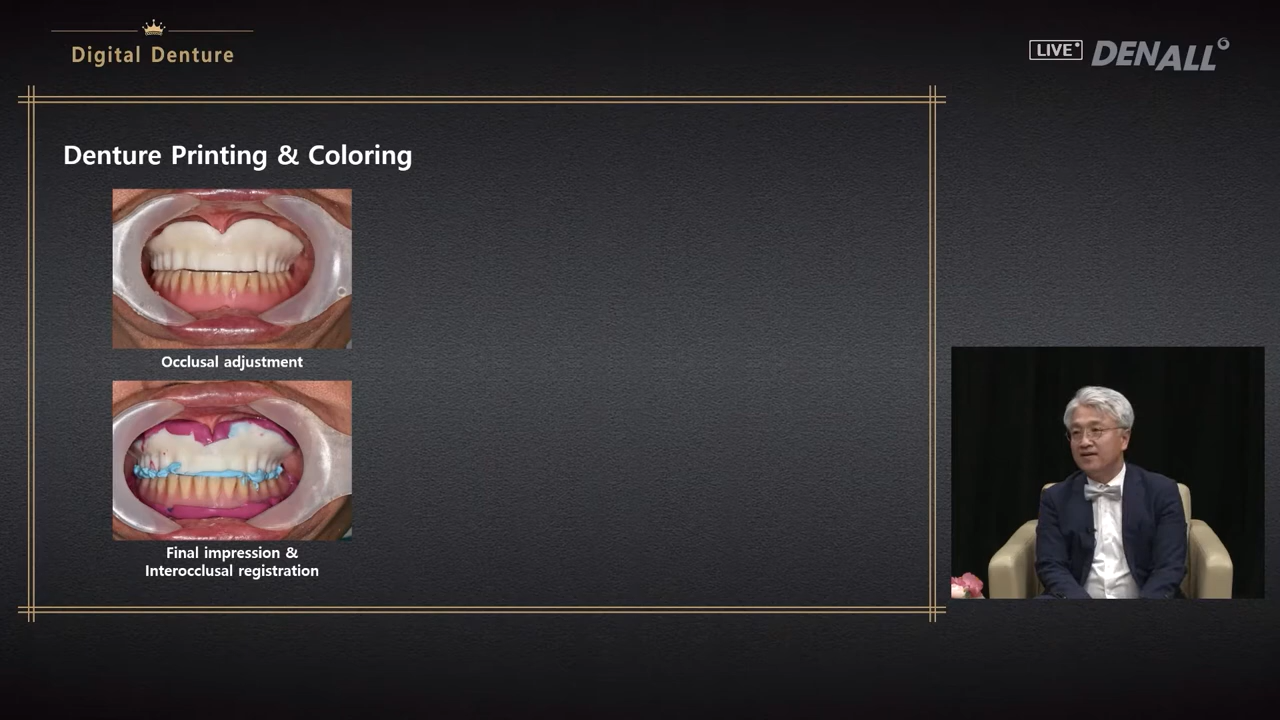 Digital Denture
LIVE
DENALL
Denture Printing & Coloring
Occlusal adjustment
Final impression &
Interocclusal registration